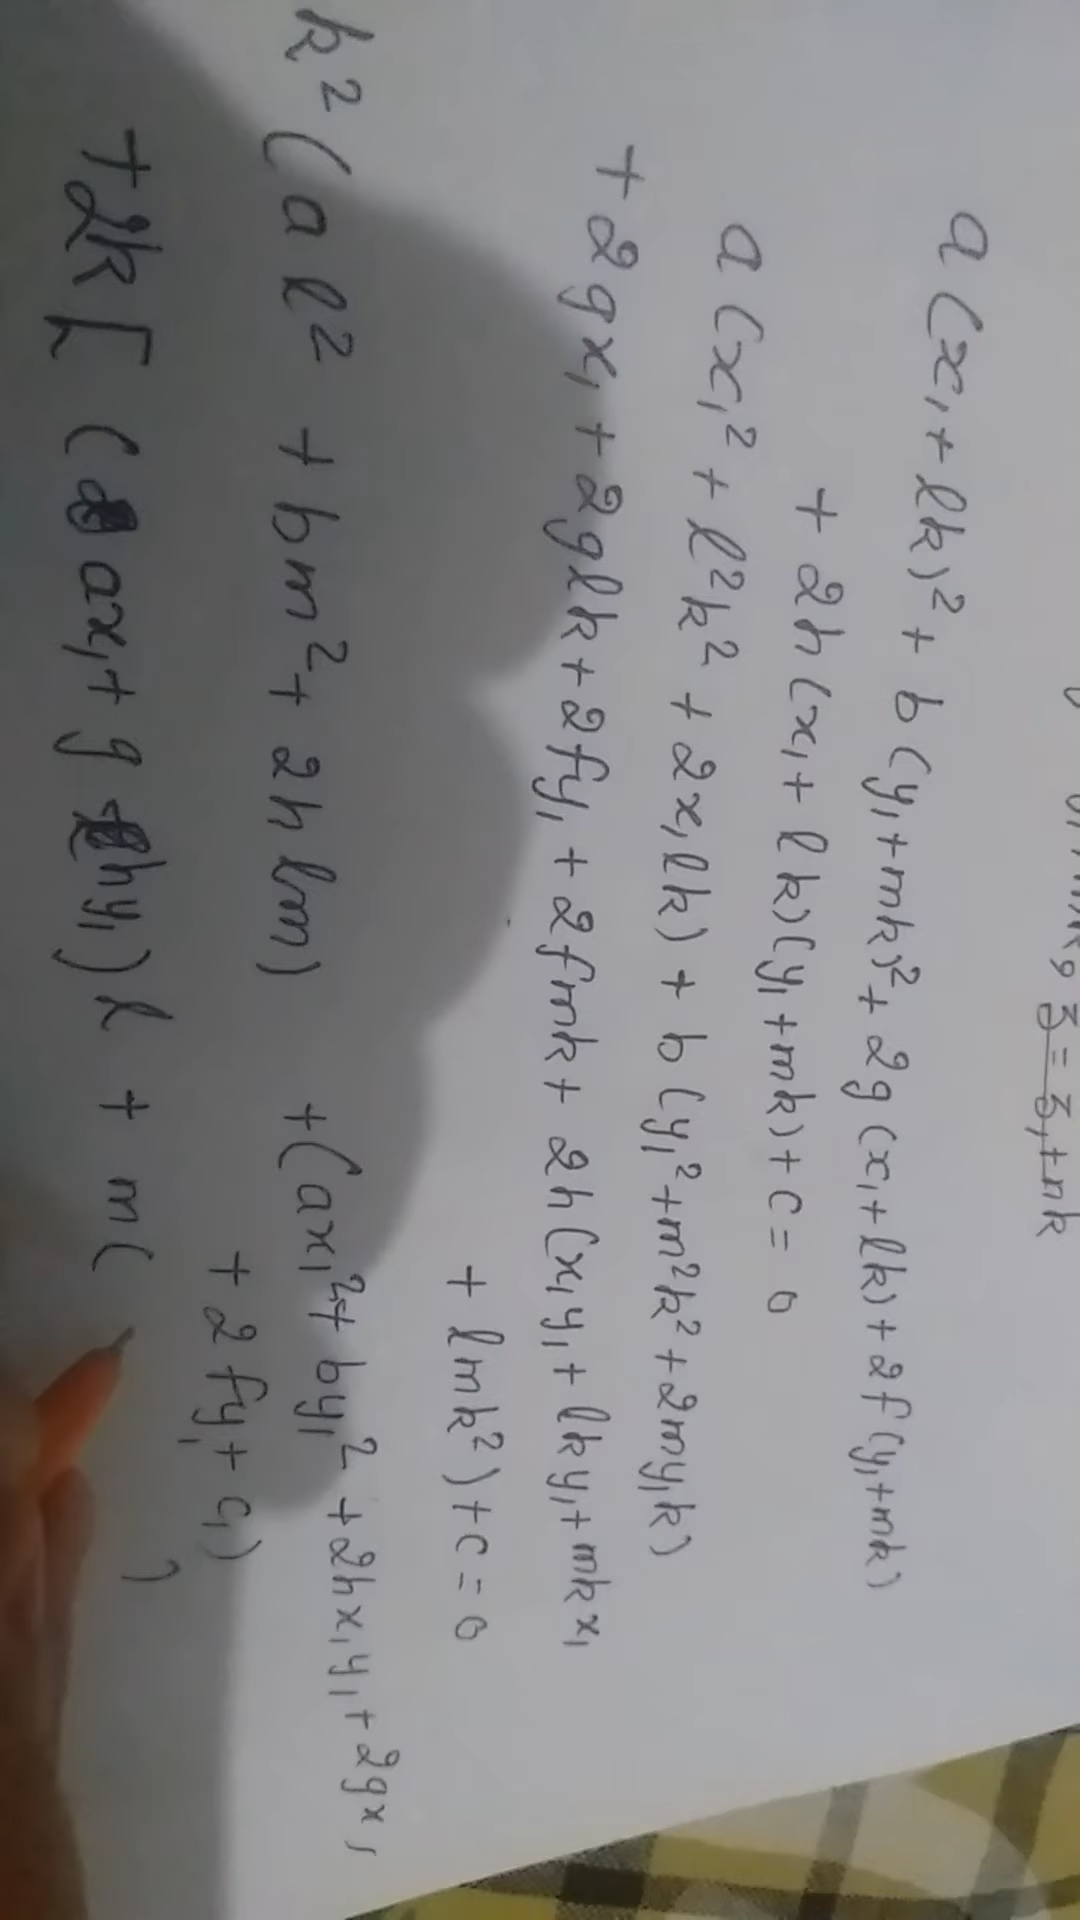 z = z₁ + nk
a (x₁ + lk)² + b (y₁ + mk)² + 2g (x₁ + lk) + 2f (y₁ + mk)
+ 2h (x₁ + lk) (y₁ + mk) + c = 0
a (x₁² + l²k² + 2x₁lk) + b (y₁² + m²k² + 2my₁k)
+ 2gx₁ + 2glk + 2fy₁ + 2fmk + 2h (x₁y₁ + lky₁ + mkx₁
+ lmk²) + c = 0
k² (al² + bm² + 2hlm) + (ax₁² + by₁² + 2hx₁y₁ + 2gx₁
+ 2fy₁ + c₁)
+ 2k [ (ax₁ + g + hy₁) l + m ( )